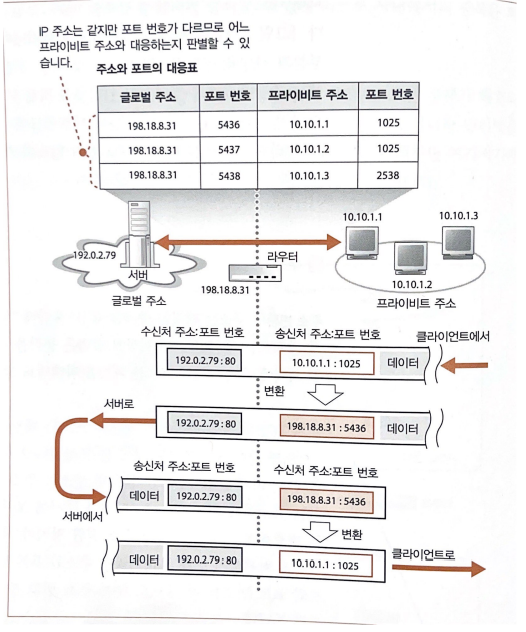 IP 주소는 같지만 포트 번호가 다르므로 어느
프라이비트 주소와 대응하는지 판별할 수 있
습니다.
주소와 포트의 대응표
글로벌 주소 포트 번호 프라이비트 주소 포트 번호
198.18.8.31 5436 10.10.1.1 1025
198.18.8.31 5437 10.10.1.2 1025
198.18.8.31 5438 10.10.1.3 2538
10.10.1.1
10.10.1.3
192.0.2.79
서버
라우터
10.10.1.2
글로벌 주소
198.18.8.31
프라이비트 주소
수신처 주소:포트 번호 송신처 주소:포트 번호
클라이언트에서
192.0.2.79 : 80 10.10.1.1 : 1025 데이터
변환
서버로
192.0.2.79 : 80 198.18.8.31 : 5436 데이터
송신처 주소:포트 번호 수신처 주소:포트 번호
데이터 192.0.2.79 : 80 198.18.8.31 : 5436
서버에서
변환
클라이언트로
데이터 192.0.2.79 : 80 10.10.1.1 : 1025